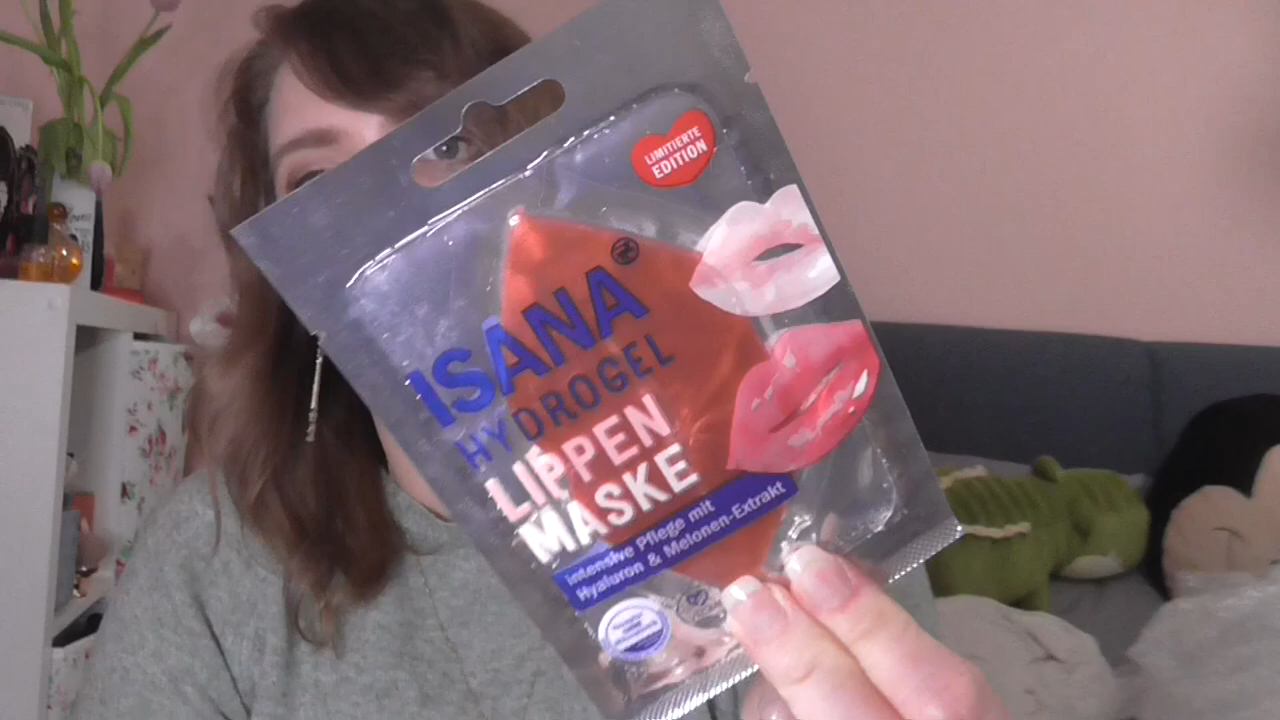 LIMITIERTE
EDITION
ISANA
HYDROGEL
LIPPEN
MASKE
Intensive Pflege mit
Hyaluron & Melonen-Extrakt